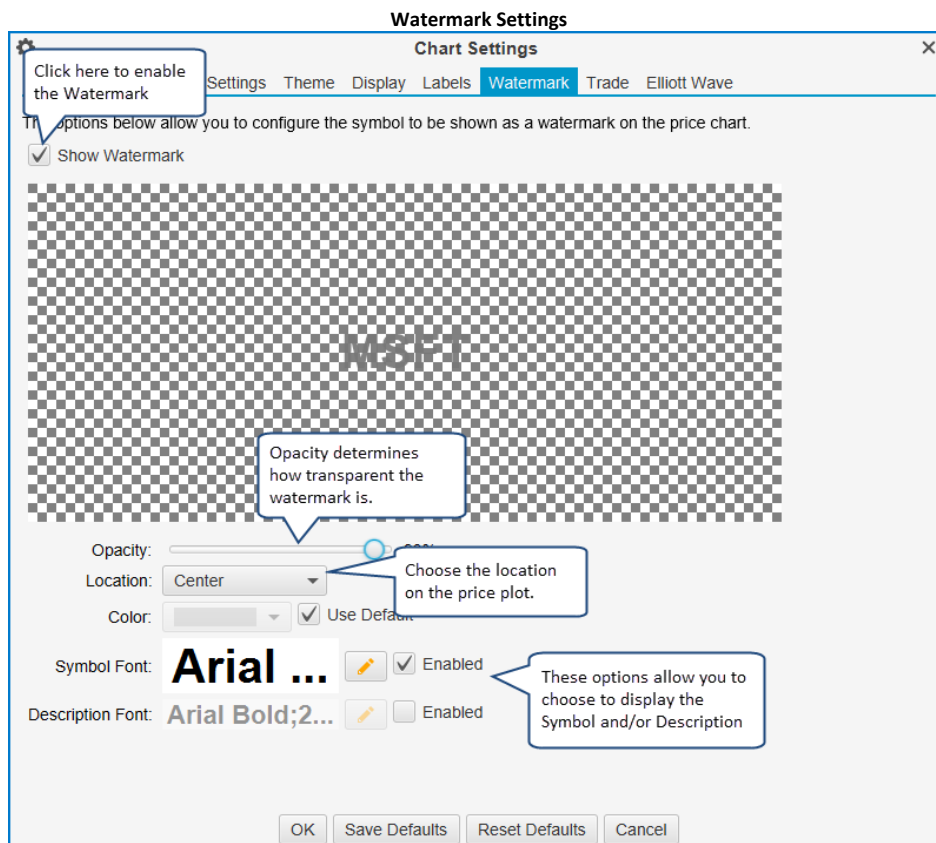 Watermark Settings
Chart Settings
Click here to enable
the Watermark
Settings Theme Display Labels Watermark Trade Elliott Wave
options below allow you to configure the symbol to be shown as a watermark on the price chart.
Show Watermark
MSFT
Opacity determines
how transparent the
watermark is.
Opacity:
Location: Center
Choose the location
on the price plot.
Color: Use Default
Symbol Font: Arial ... Enabled
These options allow you to
choose to display the
Symbol and/or Description
Description Font: Arial Bold;2... Enabled
OK Save Defaults Reset Defaults Cancel